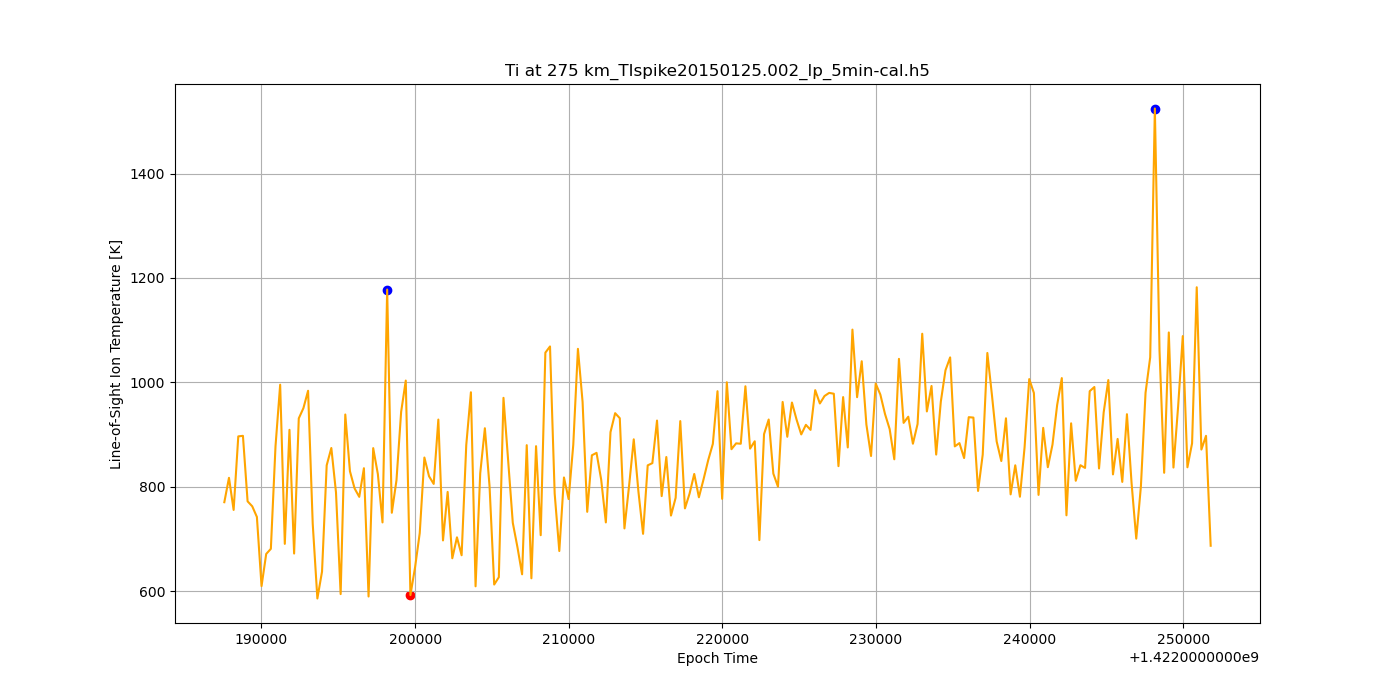 Ti at 275 km_TIspike20150125.002_lp_5min-cal.h5
Line-of-Sight Ion Temperature [K]
1400
1200
1000
800
600
190000 200000 210000 220000 230000 240000 250000
Epoch Time
+1.4220000000e9